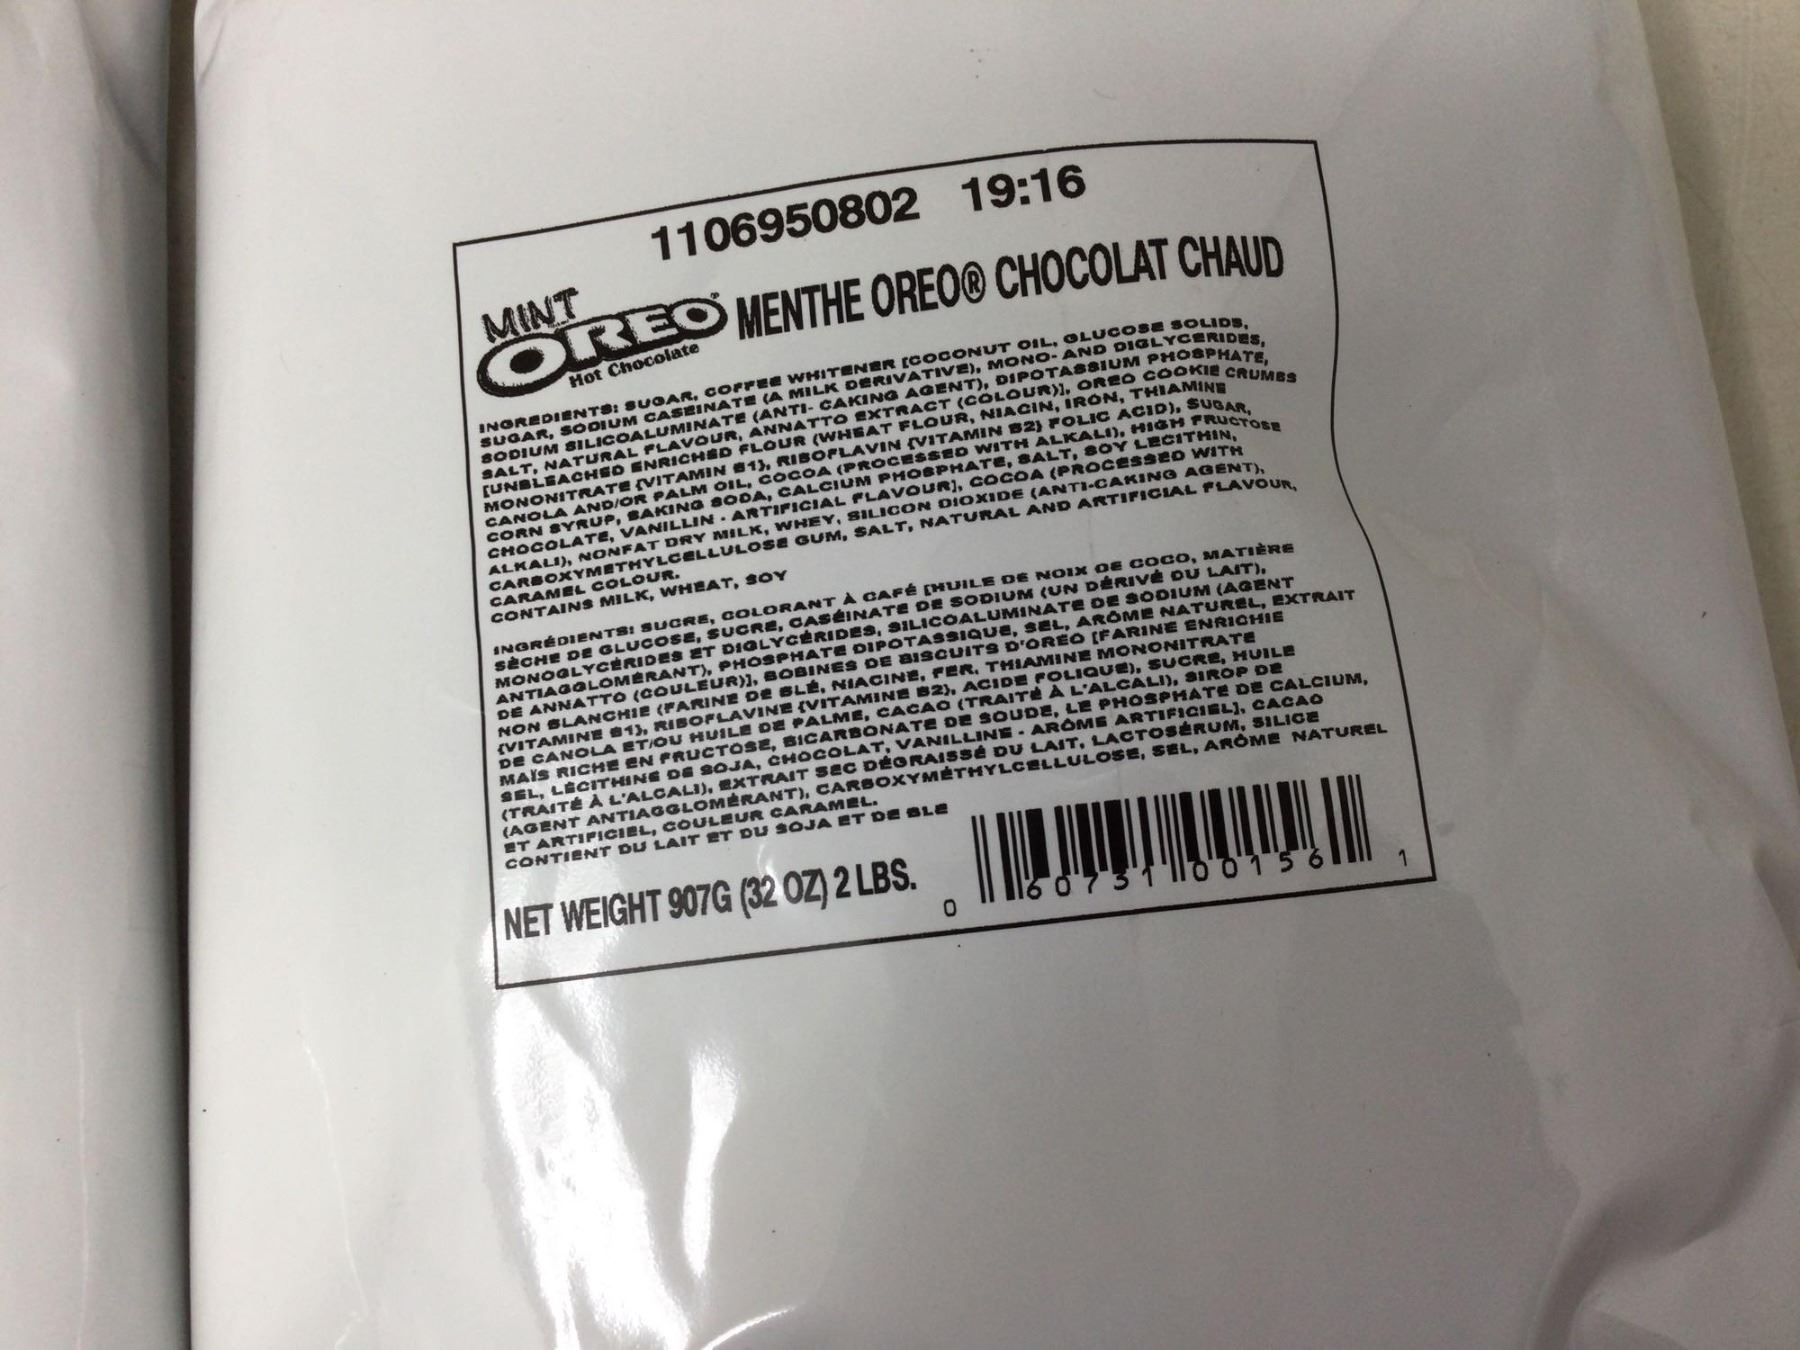 1106950802 19:16
MINT
OREO MENTHE OREO® CHOCOLAT CHAUD
Hot Chocolate
INGREDIENTS: SUGAR, COFFEE WHITENER [COCONUT OIL, GLUCOSE SOLIDS,
SUGAR, SODIUM CASEINATE (A MILK DERIVATIVE), MONO- AND DIGLYCERIDES,
SODIUM SILICOALUMINATE (ANTI- CAKING AGENT), DIPOTASSIUM PHOSPHATE,
SALT, NATURAL FLAVOUR, ANNATTO EXTRACT (COLOUR)], OREO COOKIE CRUMBS
[UNBLEACHED ENRICHED FLOUR (WHEAT FLOUR, NIACIN, IRON, THIAMINE
MONONITRATE {VITAMIN B1}, RIBOFLAVIN {VITAMIN B2} FOLIC ACID), SUGAR,
CANOLA AND/OR PALM OIL, COCOA (PROCESSED WITH ALKALI), HIGH FRUCTOSE
CORN SYRUP, BAKING SODA, CALCIUM PHOSPHATE, SALT, SOY LECITHIN,
CHOCOLATE, VANILLIN - ARTIFICIAL FLAVOUR], COCOA (PROCESSED WITH
ALKALI), NONFAT DRY MILK, WHEY, SILICON DIOXIDE (ANTI-CAKING AGENT),
CARBOXYMETHYLCELLULOSE GUM, SALT, NATURAL AND ARTIFICIAL FLAVOUR,
CARAMEL COLOUR.
CONTAINS MILK, WHEAT, SOY
INGRÉDIENTS: SUCRE, COLORANT À CAFÉ [HUILE DE NOIX DE COCO, MATIÈRE
SÈCHE DE GLUCOSE, SUCRE, CASÉINATE DE SODIUM (UN DÉRIVÉ DU LAIT),
MONOGLYCÉRIDES ET DIGLYCÉRIDES, SILICOALUMINATE DE SODIUM (AGENT
ANTIAGGLOMÉRANT), PHOSPHATE DIPOTASSIQUE, SEL, ARÔME NATUREL, EXTRAIT
DE ANNATTO (COULEUR)], BOBINES DE BISCUITS D'OREO [FARINE ENRICHIE
NON BLANCHIE (FARINE DE BLÉ, NIACINE, FER, THIAMINE MONONITRATE
{VITAMINE B1}, RIBOFLAVINE {VITAMINE B2}, ACIDE FOLIQUE), SUCRE, HUILE
DE CANOLA ET/OU HUILE DE PALME, CACAO (TRAITÉ À L'ALCALI), SIROP DE
MAÏS RICHE EN FRUCTOSE, BICARBONATE DE SOUDE, LE PHOSPHATE DE CALCIUM,
SEL, LÉCITHINE DE SOJA, CHOCOLAT, VANILLINE - ARÔME ARTIFICIEL], CACAO
(TRAITÉ À L'ALCALI), EXTRAIT SEC DÉGRAISSÉ DU LAIT, LACTOSÉRUM, SILICE
(AGENT ANTIAGGLOMÉRANT), CARBOXYMÉTHYLCELLULOSE, SEL, ARÔME NATUREL
ET ARTIFICIEL, COULEUR CARAMEL.
CONTIENT DU LAIT ET DU SOJA ET DE BLE
NET WEIGHT 907G (32 OZ) 2 LBS.
0 60731 00156 1